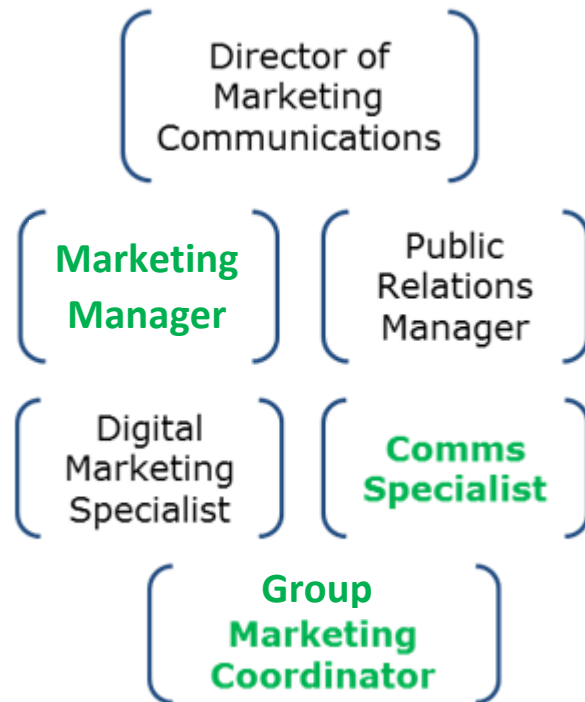 Director of
Marketing
Communications
Marketing
Manager
Public
Relations
Manager
Digital
Marketing
Specialist
Comms
Specialist
Group
Marketing
Coordinator